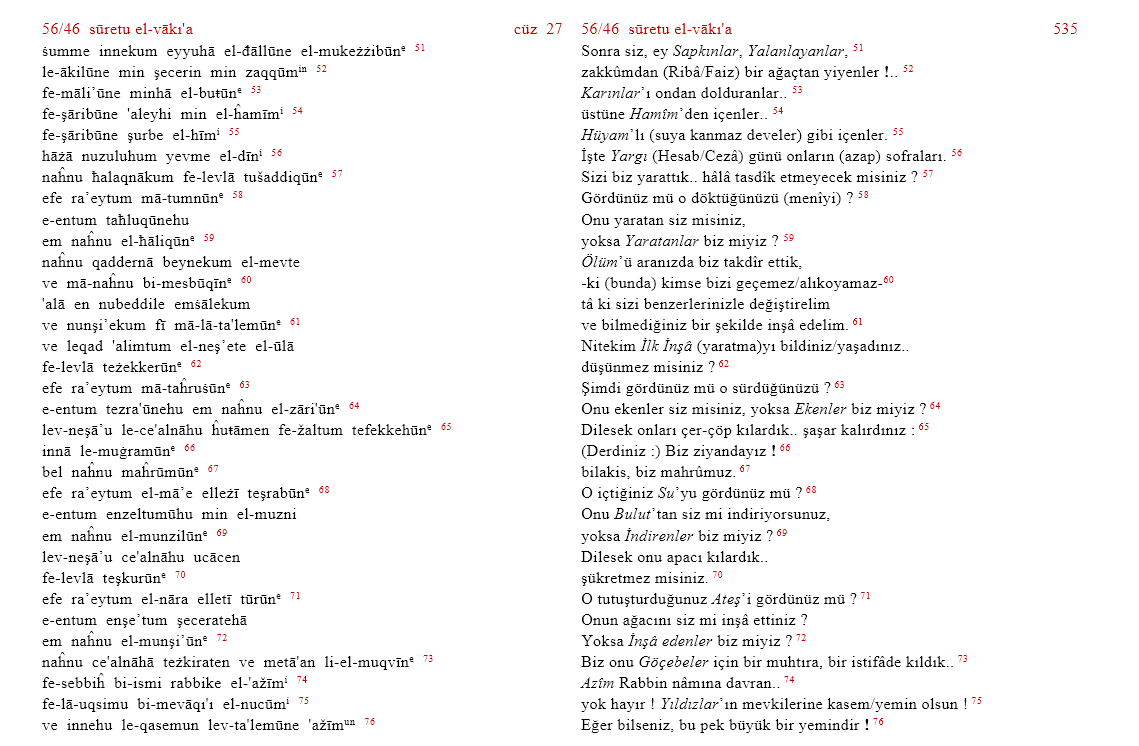 56/46 sūretu el-vākı'a cüz 27
ṡumme innekum eyyuhā el-đāllūne el-mukeżżibūnᵉ 51
le-ākilūne min şecerin min zaqqūmⁱⁿ 52
fe-māli’ūne minhā el-buŧūnᵉ 53
fe-şāribūne 'aleyhi min el-ĥamīmⁱ 54
fe-şāribūne şurbe el-hīmⁱ 55
hāżā nuzuluhum yevme el-dīnⁱ 56
naĥnu ħalaqnākum fe-levlā tušaddiqūnᵉ 57
efe ra’eytum mā-tumnūnᵉ 58
e-entum taħluqūnehu
em naĥnu el-ħāliqūnᵉ 59
naĥnu qaddernā beynekum el-mevte
ve mā-naĥnu bi-mesbūqīnᵉ 60
'alā en nubeddile emṡālekum
ve nunşi’ekum fī mā-lā-ta'lemūnᵉ 61
ve leqad 'alimtum el-neş’ete el-ūlā
fe-levlā teżekkerūnᵉ 62
efe ra’eytum mā-taĥruṡūnᵉ 63
e-entum tezra'ūnehu em naĥnu el-zāri'ūnᵉ 64
lev-neşā’u le-ce'alnāhu ĥuŧāmen fe-žaltum tefekkehūnᵉ 65
innā le-muġramūnᵉ 66
bel naĥnu maĥrūmūnᵉ 67
efe ra’eytum el-mā’e elleżī teşrabūnᵉ 68
e-entum enzeltumūhu min el-muzni
em naĥnu el-munzilūnᵉ 69
lev-neşā’u ce'alnāhu ucācen
fe-levlā teşkurūnᵉ 70
efe ra’eytum el-nāra elletī tūrūnᵉ 71
e-entum enşe’tum şeceratehā
em naĥnu el-munşi’ūnᵉ 72
naĥnu ce'alnāhā teżkiraten ve metā'an li-el-muqvīnᵉ 73
fe-sebbiĥ bi-ismi rabbike el-'ažīmⁱ 74
fe-lā-uqsimu bi-mevāqı'ı el-nucūmⁱ 75
ve innehu le-qasemun lev-ta'lemūne 'ažīmᵘⁿ 76
56/46 sūretu el-vākı'a 535
Sonra siz, ey Sapkınlar, Yalanlayanlar, 51
zakkûmdan (Ribâ/Faiz) bir ağaçtan yiyenler !.. 52
Karınlar’ı ondan dolduranlar.. 53
üstüne Hamîm’den içenler.. 54
Hüyam’lı (suya kanmaz develer) gibi içenler. 55
İşte Yargı (Hesab/Cezâ) günü onların (azap) sofraları. 56
Sizi biz yarattık.. hâlâ tasdîk etmeyecek misiniz ? 57
Gördünüz mü o döktüğünüzü (menîyi) ? 58
Onu yaratan siz misiniz,
yoksa Yaratanlar biz miyiz ? 59
Ölüm’ü aranızda biz takdîr ettik,
-ki (bunda) kimse bizi geçemez/alıkoyamaz-60
tâ ki sizi benzerlerinizle değiştirelim
ve bilmediğiniz bir şekilde inşâ edelim. 61
Nitekim İlk İnşâ (yaratma)yı bildiniz/yaşadınız..
düşünmez misiniz ? 62
Şimdi gördünüz mü o sürdüğünüzü ? 63
Onu ekenler siz misiniz, yoksa Ekenler biz miyiz ? 64
Dilesek onları çer-çöp kılardık.. şaşar kalırdınız : 65
(Derdiniz :) Biz ziyandayız ! 66
bilakis, biz mahrûmuz. 67
O içtiğiniz Su’yu gördünüz mü ? 68
Onu Bulut’tan siz mi indiriyorsunuz,
yoksa İndirenler biz miyiz ? 69
Dilesek onu apacı kılardık..
şükretmez misiniz. 70
O tutuşturduğunuz Ateş’i gördünüz mü ? 71
Onun ağacını siz mi inşâ ettiniz ?
Yoksa İnşâ edenler biz miyiz ? 72
Biz onu Göçebeler için bir muhtıra, bir istifâde kıldık.. 73
Azîm Rabbin nâmına davran.. 74
yok hayır ! Yıldızlar’ın mevkilerine kasem/yemin olsun ! 75
Eğer bilseniz, bu pek büyük bir yemindir ! 76